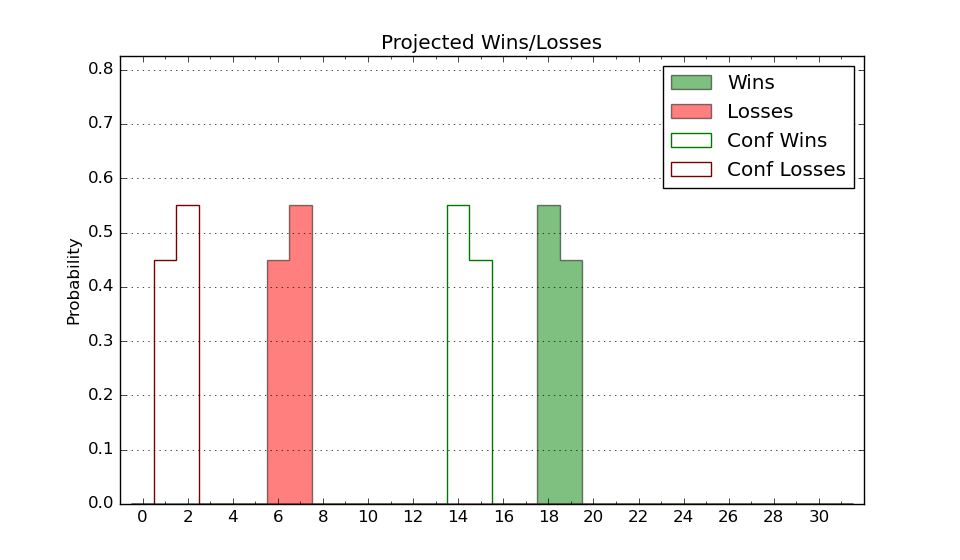 Projected Wins/Losses
0.8
0.7
0.6
0.5
0.4
0.3
0.2
0.1
0.0
Probability
Wins
Losses
Conf Wins
Conf Losses
0 2 4 6 8 10 12 14 16 18 20 22 24 26 28 30